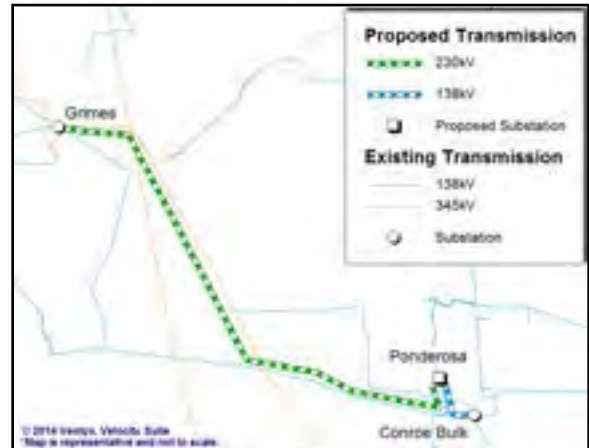 Grimes
Proposed Transmission
230kV
138kV
Proposed Substation
Existing Transmission
138kV
345kV
Substation
Ponderosa
Conroe Bulk
© 2014 Ventyx, Velocity Suite
*Map is representative and not to scale.